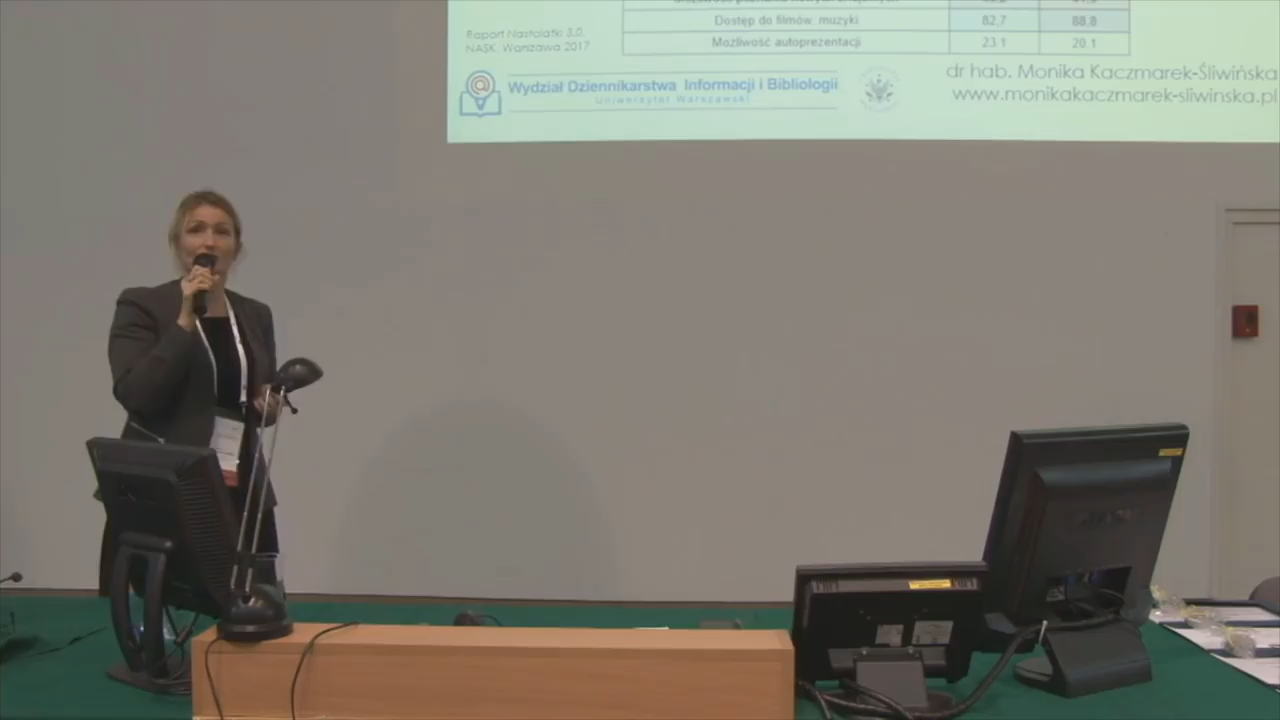 Dostęp do filmów, muzyki 82,7 88,8
Możliwość autoprezentacji 23.1 20.1
Raport Nastolatki 3.0,
NASK, Warszawa 2017
Wydział Dziennikarstwa Informacji i Bibliologii
Uniwersytet Warszawski
dr hab. Monika Kaczmarek-Śliwińska
www.monikakaczmarek-sliwinska.pl